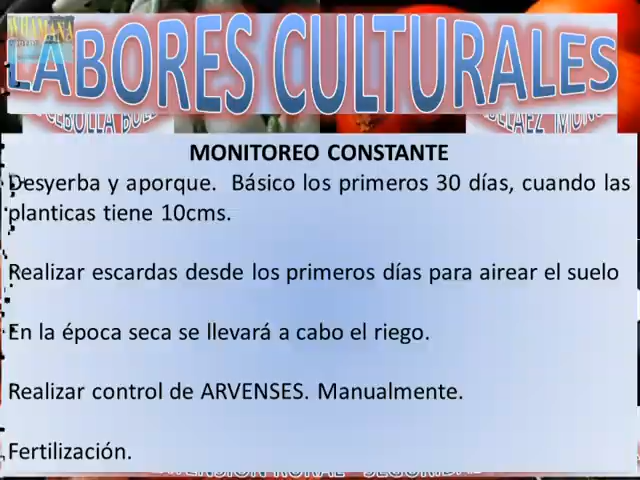 WHAMANA
LABORES CULTURALES
MONITOREO CONSTANTE
Desyerba y aporque. Básico los primeros 30 días, cuando las
planticas tiene 10cms.
Realizar escardas desde los primeros días para airear el suelo
En la época seca se llevará a cabo el riego.
Realizar control de ARVENSES. Manualmente.
Fertilización.